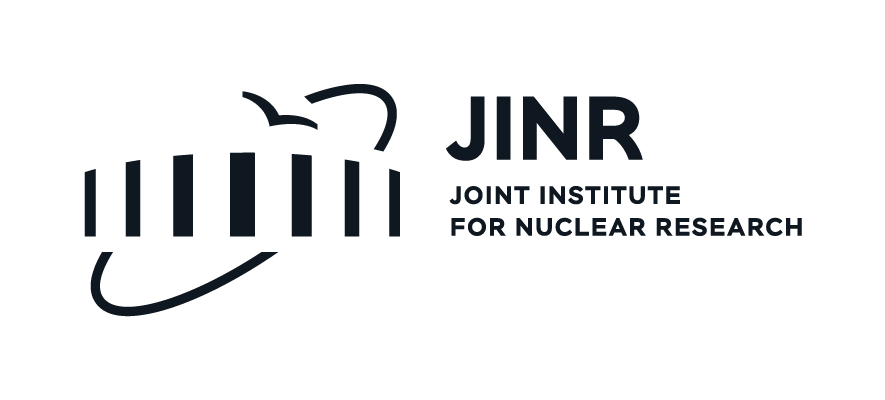 JINR
JOINT INSTITUTE
FOR NUCLEAR RESEARCH